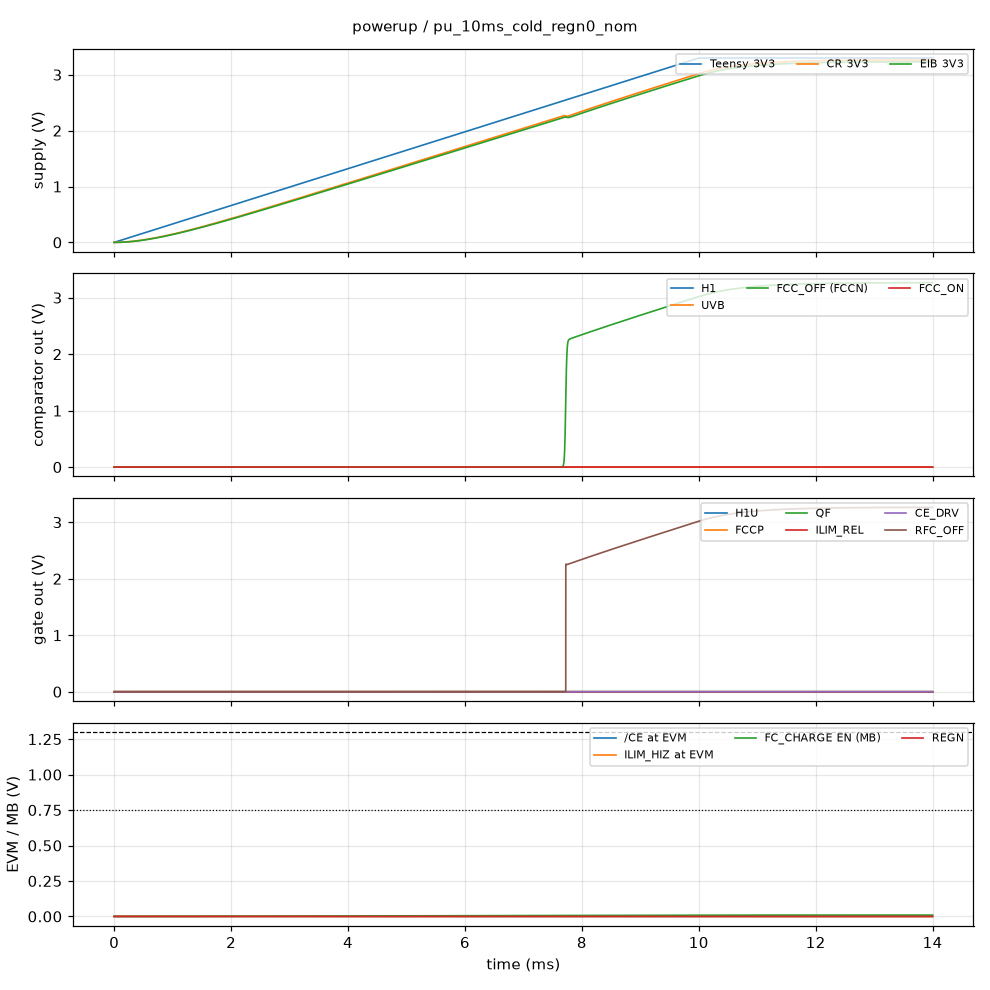 powerup / pu_10ms_cold_regn0_nom
Teensy 3V3 CR 3V3 EIB 3V3
supply (V)
3
2
1
0
H1 FCC_OFF (FCCN) FCC_ON
UVB
comparator out (V)
3
2
1
0
H1U QF CE_DRV
FCCP ILIM_REL RFC_OFF
gate out (V)
3
2
1
0
/CE at EVM FC_CHARGE EN (MB) REGN
ILIM_HIZ at EVM
EVM / MB (V)
1.25
1.00
0.75
0.50
0.25
0.00
0 2 4 6 8 10 12 14
time (ms)